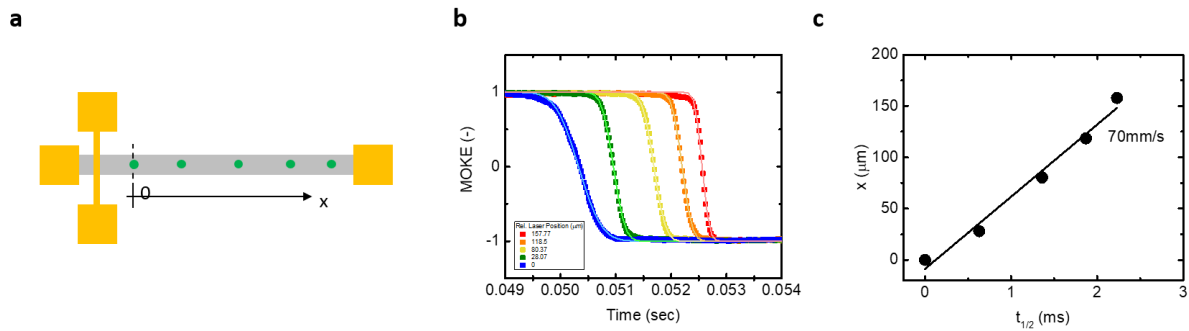 a
0
x
b
MOKE (-)
1
0
-1
Rel. Laser Position (μm)
157.77
118.5
80.37
28.07
0
0.049 0.050 0.051 0.052 0.053 0.054
Time (sec)
c
x (μm)
200
150
100
50
0
70mm/s
0 1 2 3
t1/2 (ms)